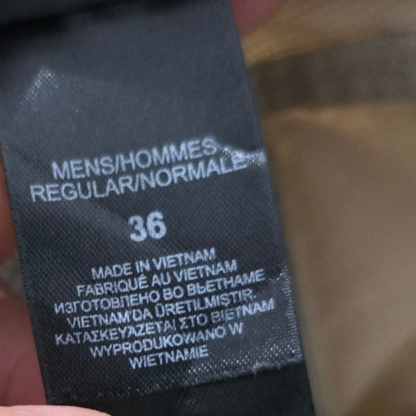 MENS/HOMMES
REGULAR/NORMALE
36
MADE IN VIETNAM
FABRIQUÉ AU VIETNAM
ИЗГОТОВЛЕНО ВО ВЬЕТНАМЕ
VIETNAM'DA ÜRETILMIŞTIR.
ΚΑΤΑΣΚΕΥΑΖΕΤΑΙ ΣΤΟ ΒΙΕΤΝΑΜ
WYPRODUKOWANO W
WIETNAMIE